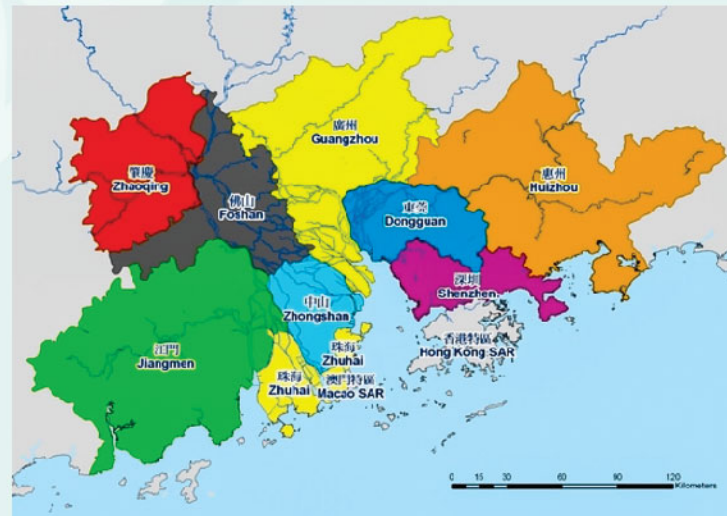 廣州
Guangzhou
肇慶
Zhaoqing
惠州
Huizhou
佛山
Foshan
東莞
Dongguan
深圳
Shenzhen
中山
Zhongshan
香港特區
Hong Kong SAR
珠海
Zhuhai
江門
Jiangmen
珠海
Zhuhai
澳門特區
Macao SAR
0 15 30 60 90 120
Kilometers